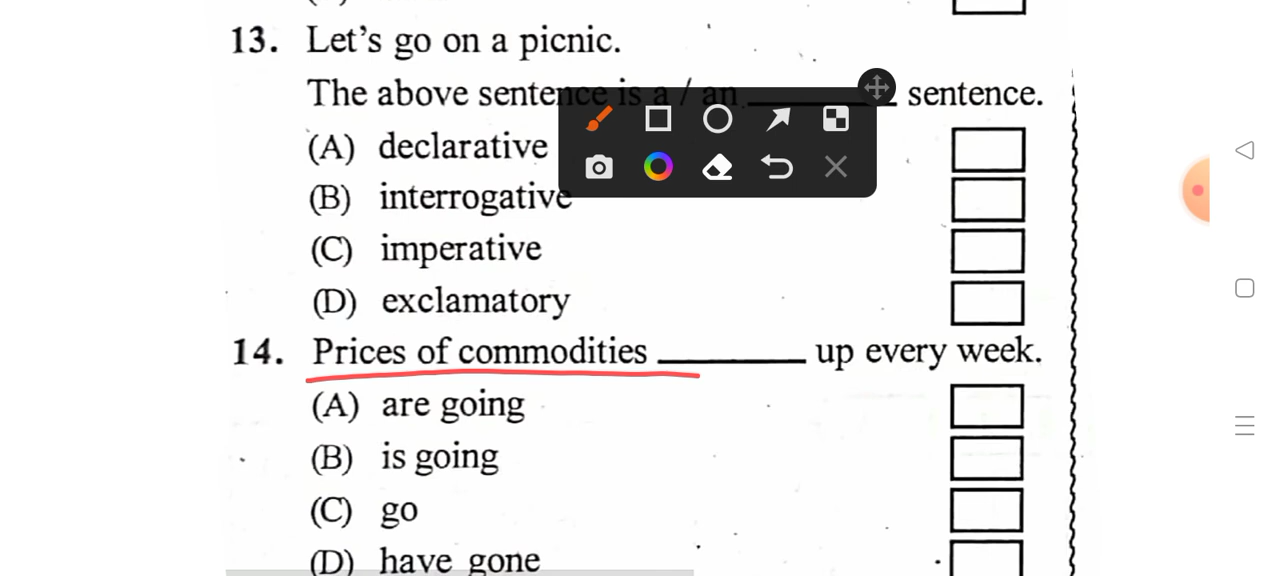 13. Let's go on a picnic.
The above sentence is a / an ________ sentence.
(A) declarative
(B) interrogative
(C) imperative
(D) exclamatory
14. Prices of commodities ________ up every week.
(A) are going
(B) is going
(C) go
(D) have gone